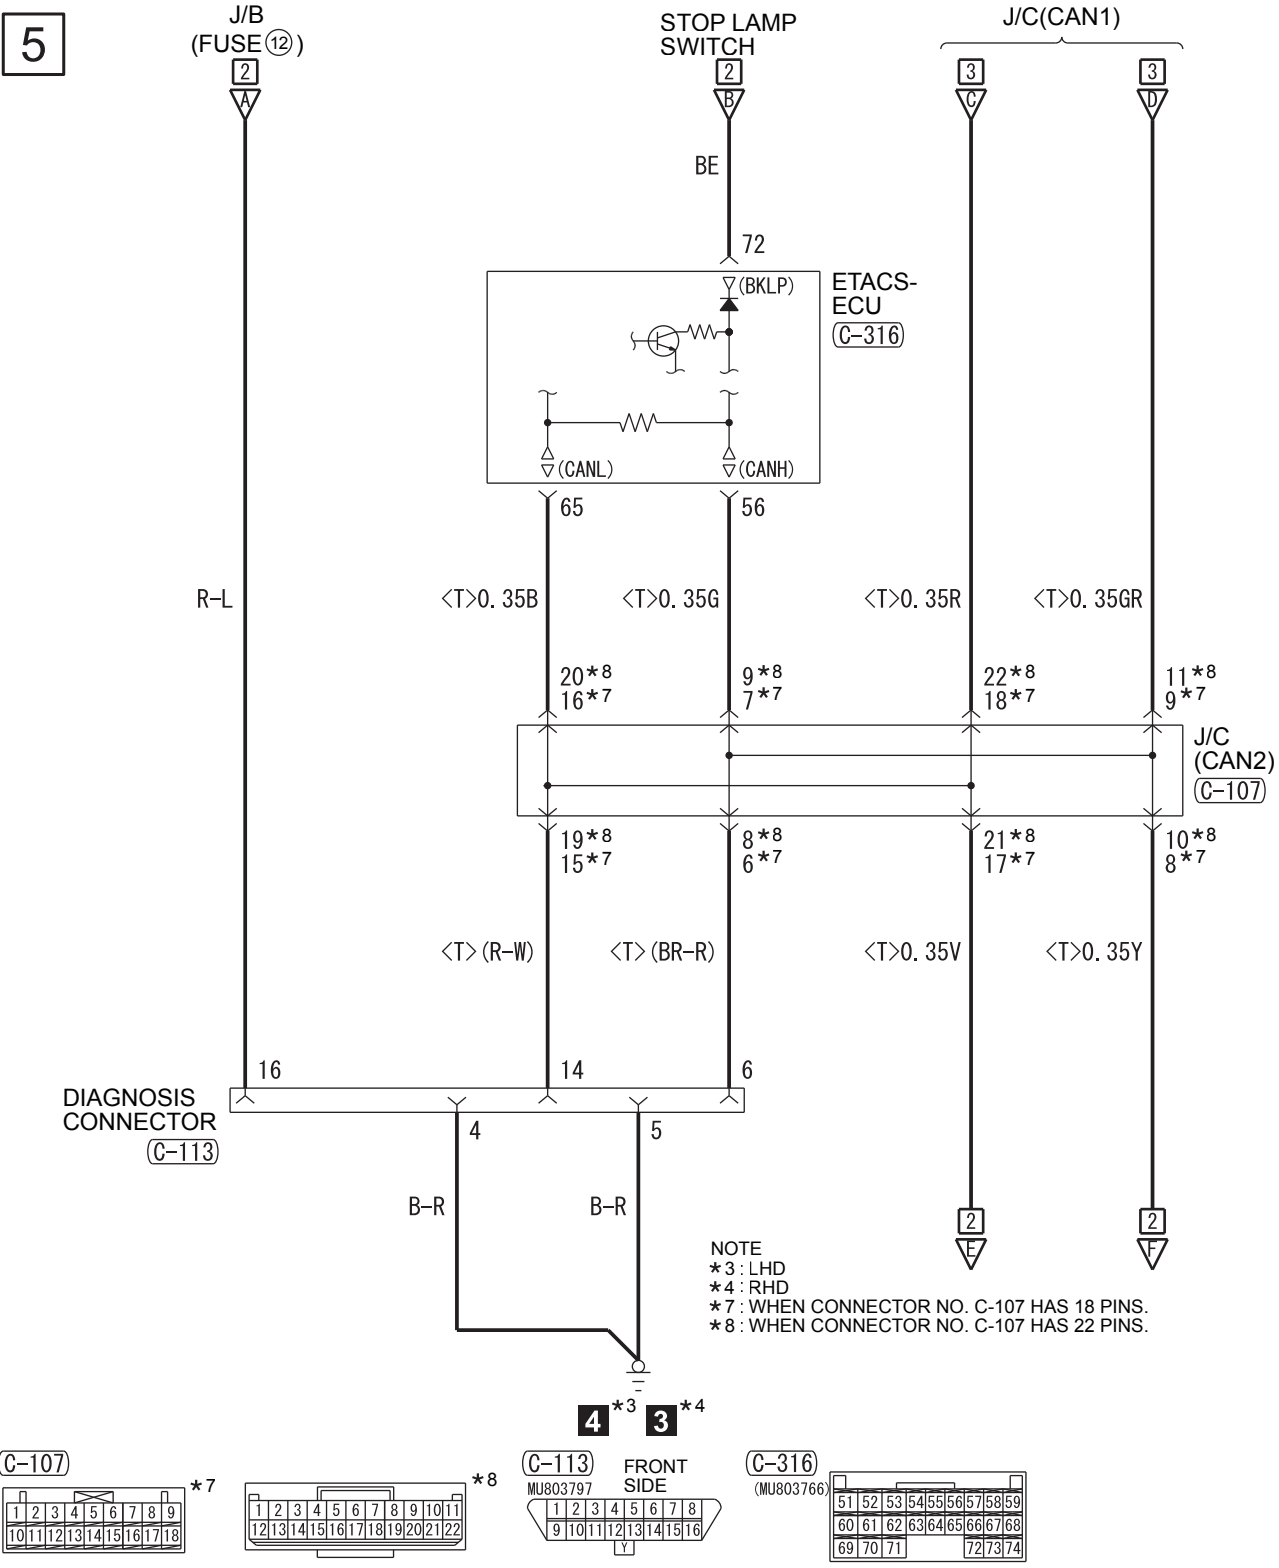 5
J/B
(FUSE⑫)
STOP LAMP
SWITCH
J/C(CAN1)
2
2
3
3
A
B
C
D
BE
72
(BKLP)
ETACS-
ECU
(C-316)
(CANL)
(CANH)
65
56
R-L
<T>0.35B
<T>0.35G
<T>0.35R
<T>0.35GR
20*8
16*7
9*8
7*7
22*8
18*7
11*8
9*7
J/C
(CAN2)
(C-107)
19*8
15*7
8*8
6*7
21*8
17*7
10*8
8*7
<T>(R-W)
<T>(BR-R)
<T>0.35V
<T>0.35Y
16
14
6
DIAGNOSIS
CONNECTOR
(C-113)
4
5
B-R
B-R
2
2
E
F
NOTE
*3 : LHD
*4 : RHD
*7 : WHEN CONNECTOR NO. C-107 HAS 18 PINS.
*8 : WHEN CONNECTOR NO. C-107 HAS 22 PINS.
4 *3 3 *4
(C-107)
*7
1 2 3 4 5 6 7 8 9
10 11 12 13 14 15 16 17 18
*8
1 2 3 4 5 6 7 8 9 10 11
12 13 14 15 16 17 18 19 20 21 22
(C-113)
MU803797
FRONT
SIDE
1 2 3 4 5 6 7 8
9 10 11 12 13 14 15 16
Y
(C-316)
(MU803766)
51 52 53 54 55 56 57 58 59
60 61 62 63 64 65 66 67 68
69 70 71 72 73 74